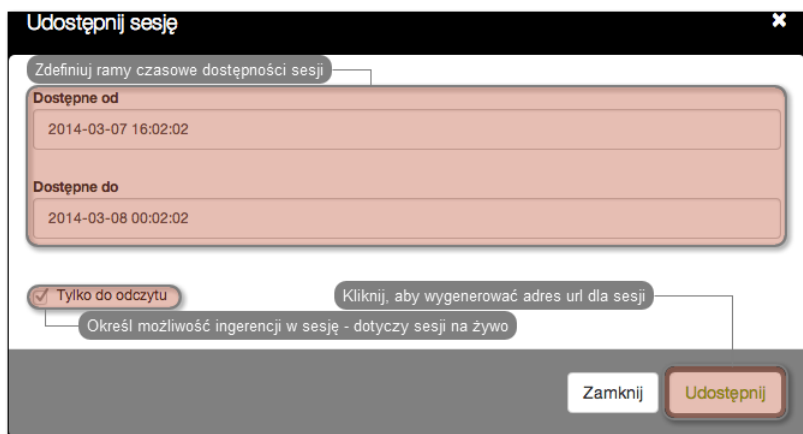 Udostępnij sesję
Zdefiniuj ramy czasowe dostępności sesji
Dostępne od
2014-03-07 16:02:02
Dostępne do
2014-03-08 00:02:02
Tylko do odczytu
Kliknij, aby wygenerować adres url dla sesji
Określ możliwość ingerencji w sesję - dotyczy sesji na żywo
Zamknij
Udostępnij